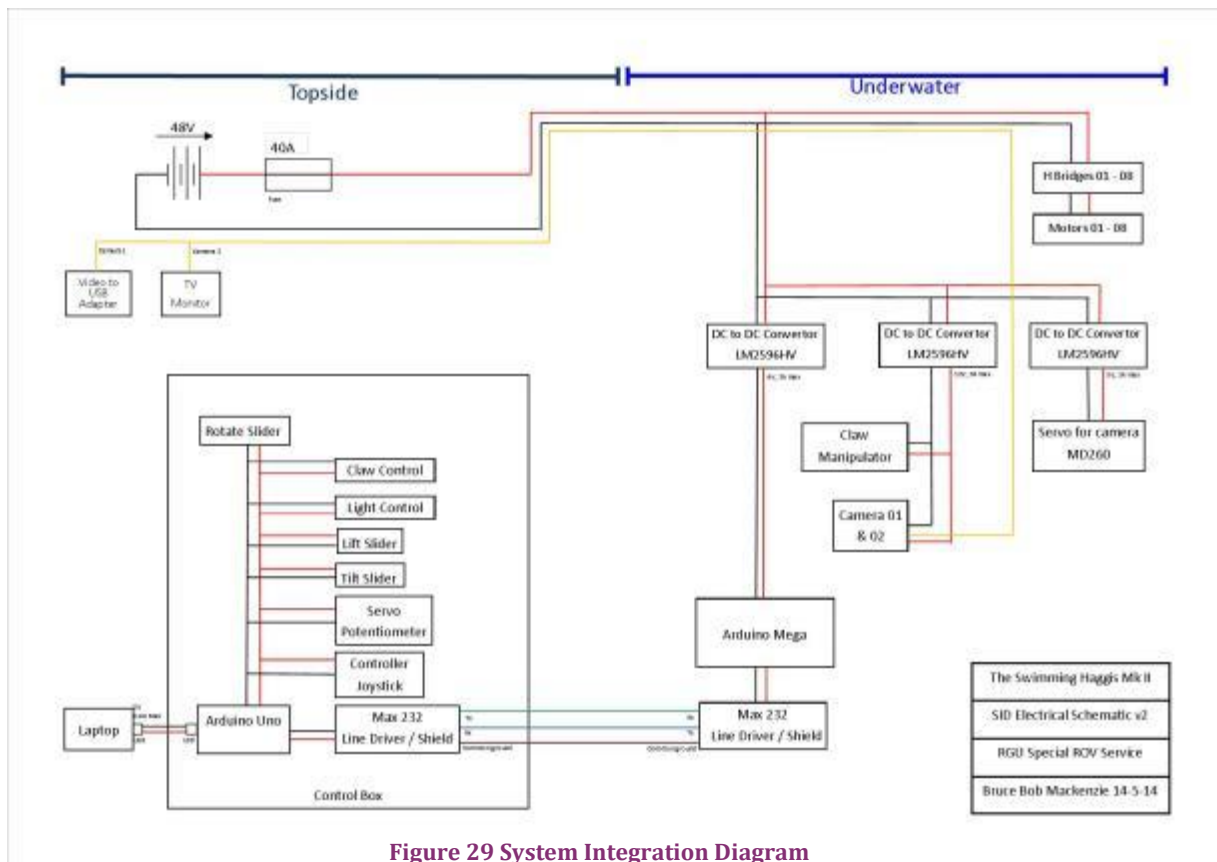 Topside
Underwater
48V
40A
Fuse
H Bridges 01 - 08
Motors 01 - 08
Camera 2
Video to
USB
Adapter
TV
Monitor
DC to DC Convertor
LM2596HV
DC to DC Convertor
LM2596HV
DC to DC Convertor
LM2596HV
Rotate Slider
Claw Control
Light Control
Lift Slider
Tilt Slider
Servo
Potentiometer
Controller
Joystick
Claw
Manipulator
Servo for camera
MD260
Camera 01
& 02
Arduino Mega
Laptop
Arduino Uno
Max 232
Line Driver / Shield
Max 232
Line Driver / Shield
Control Box
The Swimming Haggis Mk II
SID Electrical Schematic v2
RGU Special ROV Service
Bruce Bob Mackenzie 14-5-14
Figure 29 System Integration Diagram